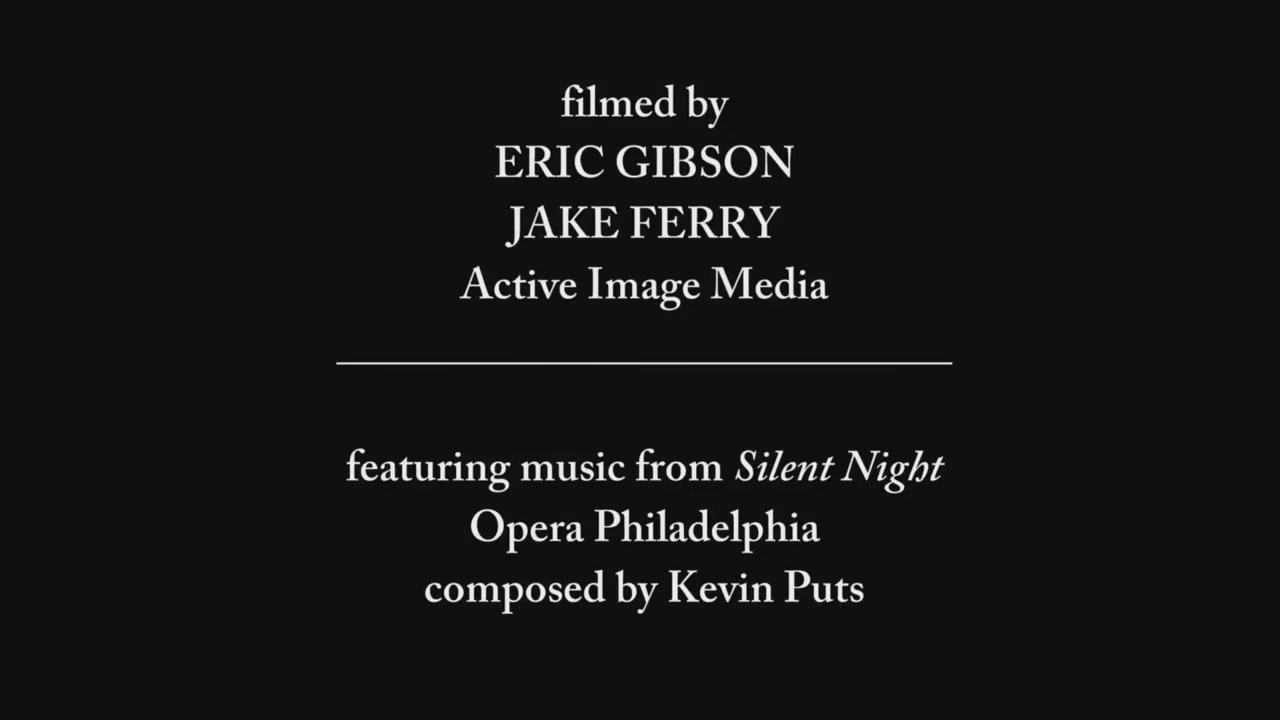 filmed by
ERIC GIBSON
JAKE FERRY
Active Image Media
featuring music from Silent Night
Opera Philadelphia
composed by Kevin Puts